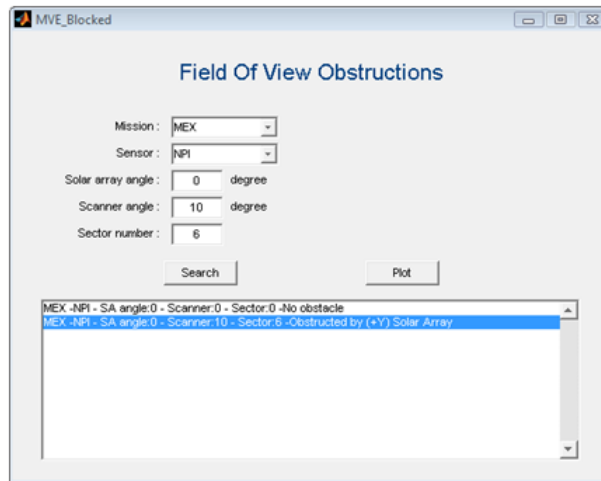 MVE_Blocked
Field Of View Obstructions
Mission : MEX
Sensor : NPI
Solar array angle : 0 degree
Scanner angle : 10 degree
Sector number : 6
Search Plot
MEX -NPI - SA angle:0 - Scanner:0 - Sector:0 -No obstacle
MEX -NPI - SA angle:0 - Scanner:10 - Sector:6 -Obstructed by (+Y) Solar Array